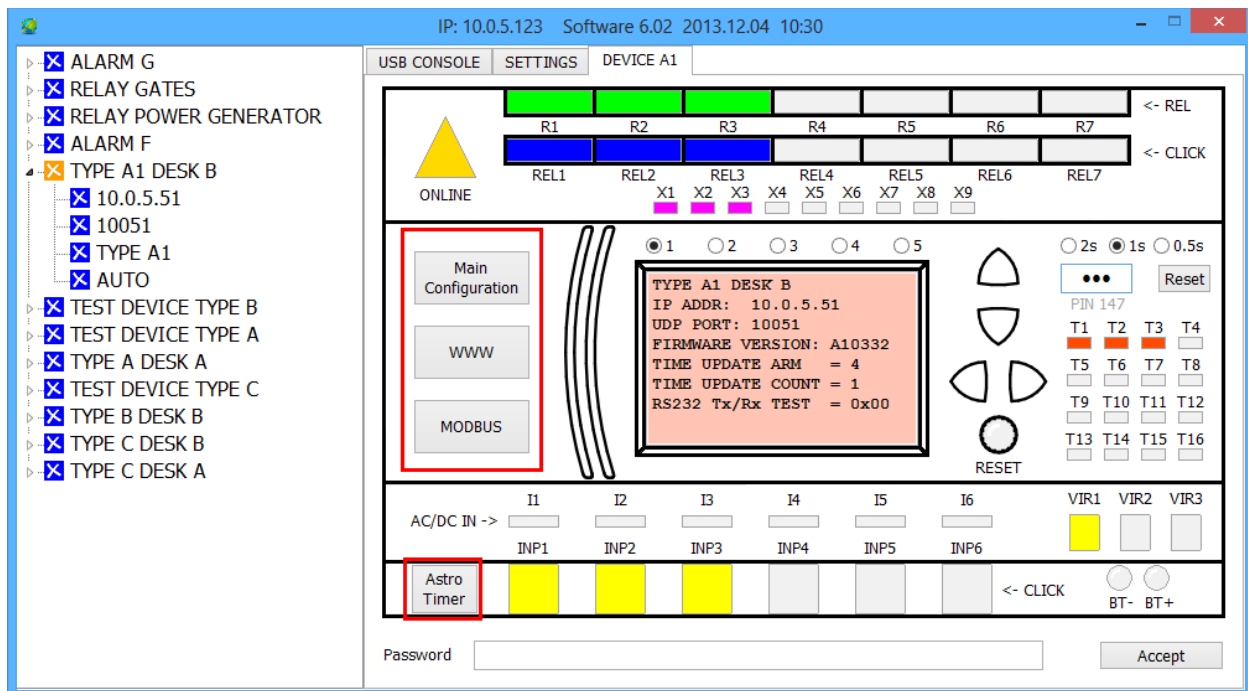 IP: 10.0.5.123 Software 6.02 2013.12.04 10:30
ALARM G
RELAY GATES
RELAY POWER GENERATOR
ALARM F
TYPE A1 DESK B
10.0.5.51
10051
TYPE A1
AUTO
TEST DEVICE TYPE B
TEST DEVICE TYPE A
TYPE A DESK A
TEST DEVICE TYPE C
TYPE B DESK B
TYPE C DESK B
TYPE C DESK A
USB CONSOLE SETTINGS DEVICE A1
<- REL
R1 R2 R3 R4 R5 R6 R7
<- CLICK
REL1 REL2 REL3 REL4 REL5 REL6 REL7
ONLINE
X1 X2 X3 X4 X5 X6 X7 X8 X9
Main
Configuration
WWW
MODBUS
1 2 3 4 5
TYPE A1 DESK B
IP ADDR: 10.0.5.51
UDP PORT: 10051
FIRMWARE VERSION: A10332
TIME UPDATE ARM = 4
TIME UPDATE COUNT = 1
RS232 Tx/Rx TEST = 0x00
RESET
2s 1s 0.5s
••• Reset
PIN 147
T1 T2 T3 T4
T5 T6 T7 T8
T9 T10 T11 T12
T13 T14 T15 T16
I1 I2 I3 I4 I5 I6
AC/DC IN ->
INP1 INP2 INP3 INP4 INP5 INP6
VIR1 VIR2 VIR3
Astro
Timer
<- CLICK
BT- BT+
Password
Accept